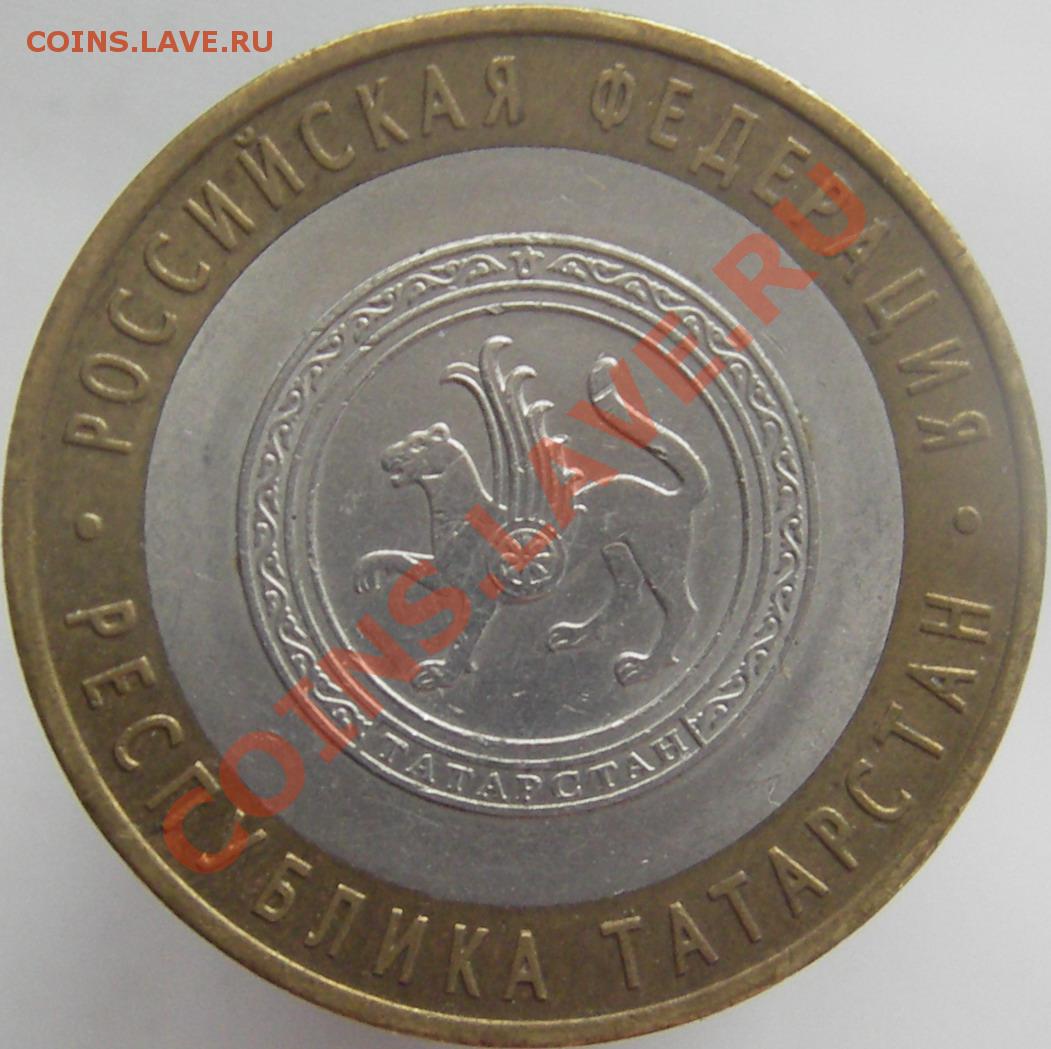 COINS.LAVE.RU
• РОССИЙСКАЯ ФЕДЕРАЦИЯ •
РЕСПУБЛИКА ТАТАРСТАН
ТАТАРСТАН
COINS.LAVE.RU